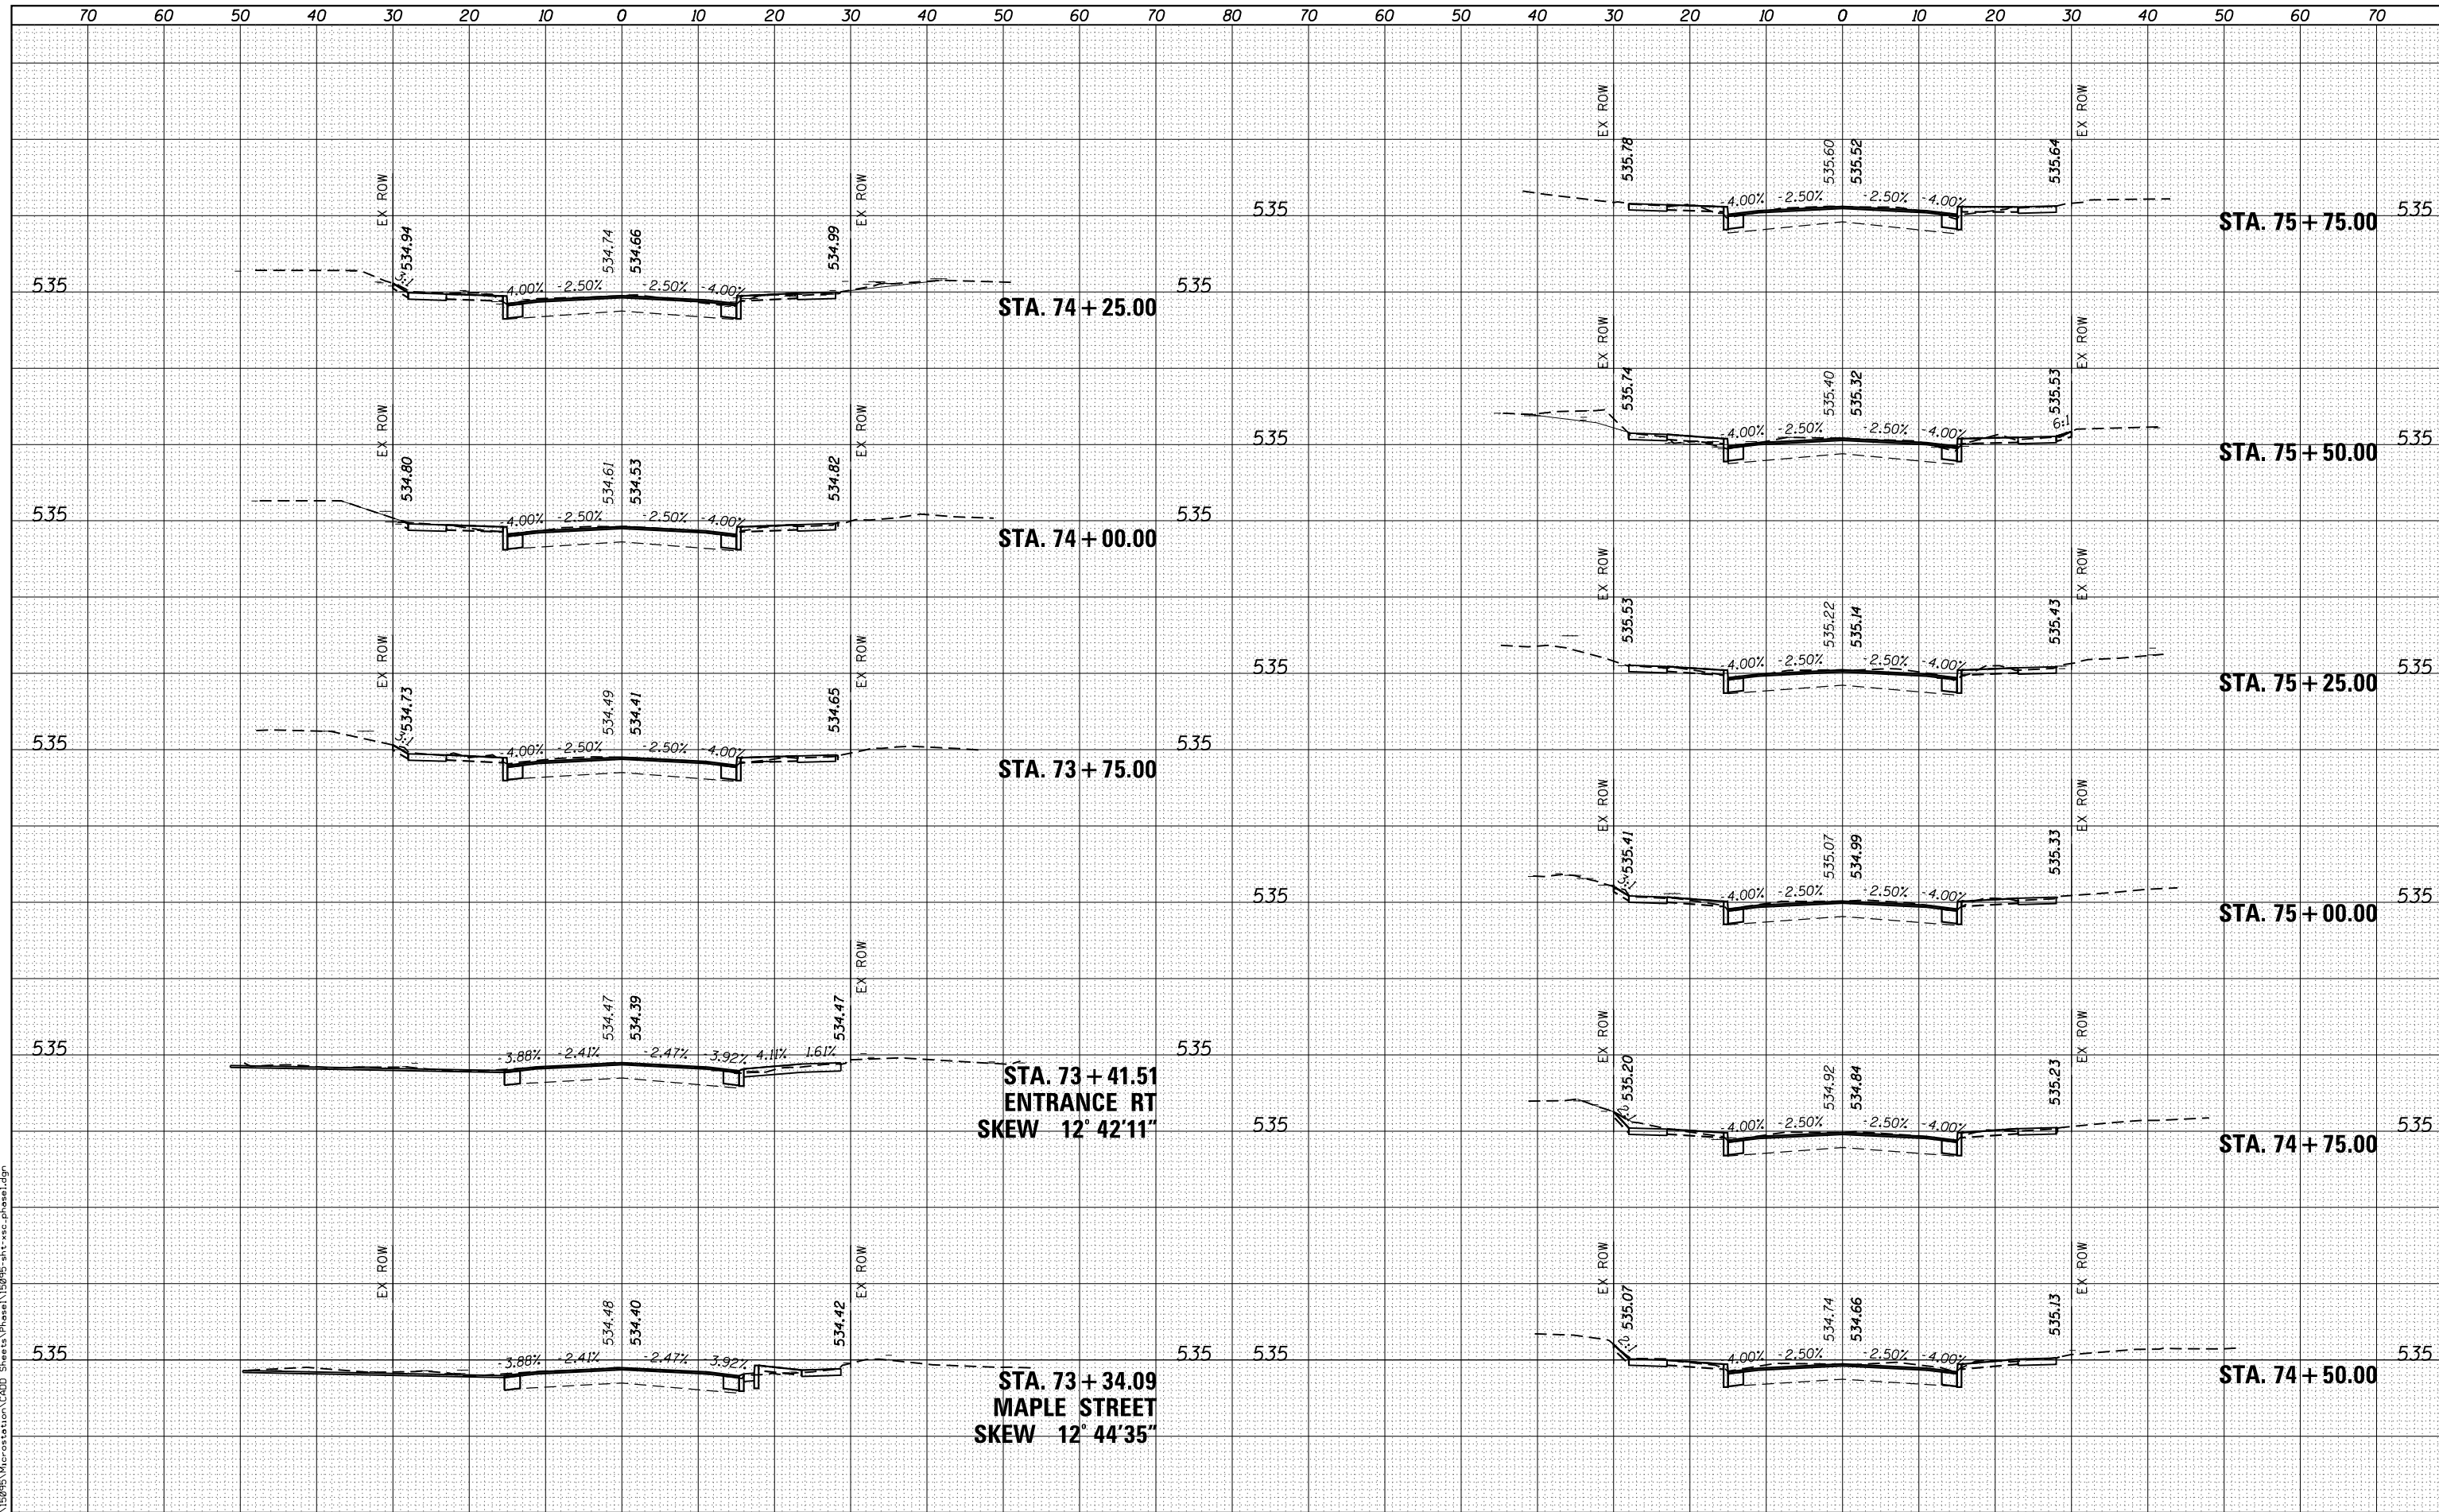 70 60 50 40 30 20 10 0 10 20 30 40 50 60 70 80 70 60 50 40 30 20 10 0 10 20 30 40 50 60 70
EX ROW EX ROW
534.94 534.74 534.66 534.99
535 3:1 4.00% -2.50% -2.50% -4.00% 535
STA. 74+25.00
EX ROW EX ROW
534.80 534.61 534.53 534.82
535 -4.00% -2.50% -2.50% -4.00% 535
STA. 74+00.00
EX ROW EX ROW
534.73 534.49 534.41 534.65
535 3:1 -4.00% -2.50% -2.50% -4.00% 535
STA. 73+75.00
EX ROW
534.47 534.39 534.47
535 -3.88% -2.41% -2.47% -3.92% 4.11% 1.61% 535
STA. 73+41.51
ENTRANCE RT
SKEW 12° 42'11"
EX ROW EX ROW
534.48 534.40 534.42
535 -3.88% -2.41% -2.47% 3.92% 535
STA. 73+34.09
MAPLE STREET
SKEW 12° 44'35"
EX ROW EX ROW
535.78 535.60 535.52 535.64
535 -4.00% -2.50% -2.50% -4.00% 535
STA. 75+75.00
EX ROW EX ROW
535.74 535.40 535.32 535.53
535 -4.00% -2.50% -2.50% -4.00% 6:1 535
STA. 75+50.00
EX ROW EX ROW
535.53 535.22 535.14 535.43
535 -4.00% -2.50% -2.50% -4.00% 535
STA. 75+25.00
EX ROW EX ROW
535.41 535.07 534.99 535.33
535 3:1 -4.00% -2.50% -2.50% -4.00% 535
STA. 75+00.00
EX ROW EX ROW
535.20 534.92 534.84 535.23
535 -4.00% -2.50% -2.50% -4.00% 535
STA. 74+75.00
EX ROW EX ROW
535.07 534.74 534.66 535.13
535 4.00% -2.50% -2.50% -4.00% 535
STA. 74+50.00